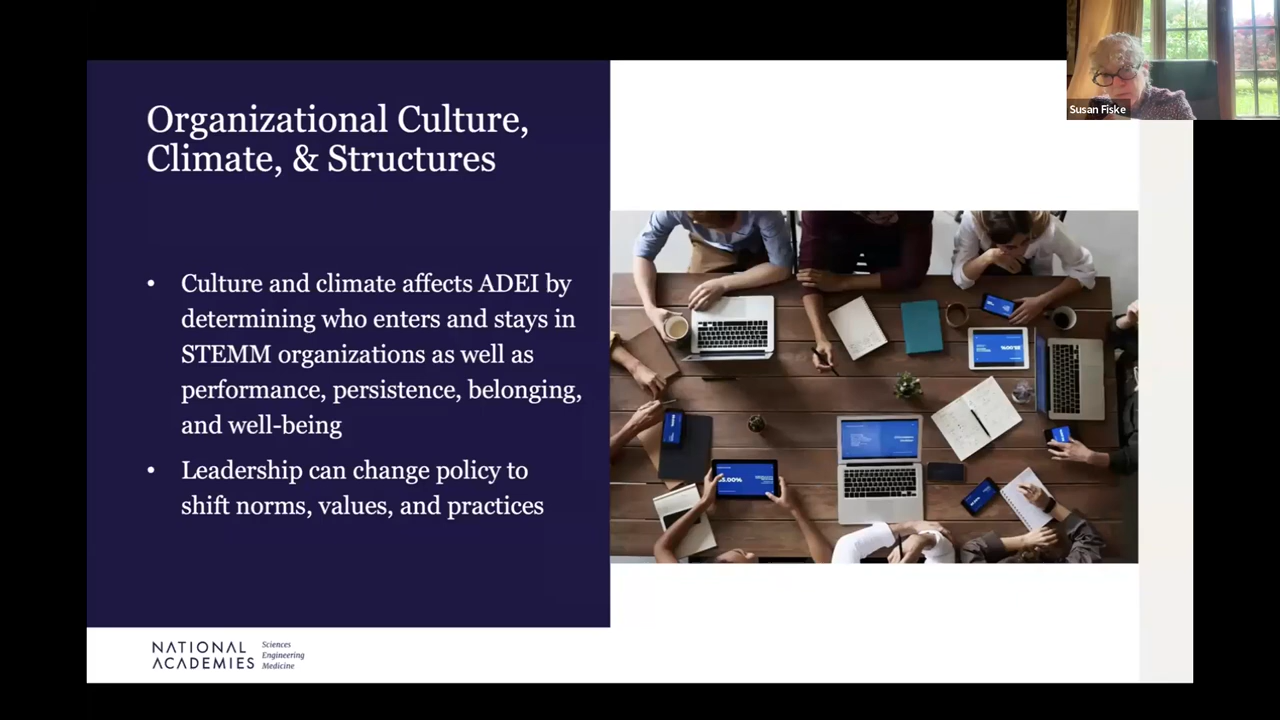 Susan Fiske
Organizational Culture,
Climate, & Structures
• Culture and climate affects ADEI by
determining who enters and stays in
STEMM organizations as well as
performance, persistence, belonging,
and well-being
• Leadership can change policy to
shift norms, values, and practices
NATIONAL
ACADEMIES
Sciences
Engineering
Medicine